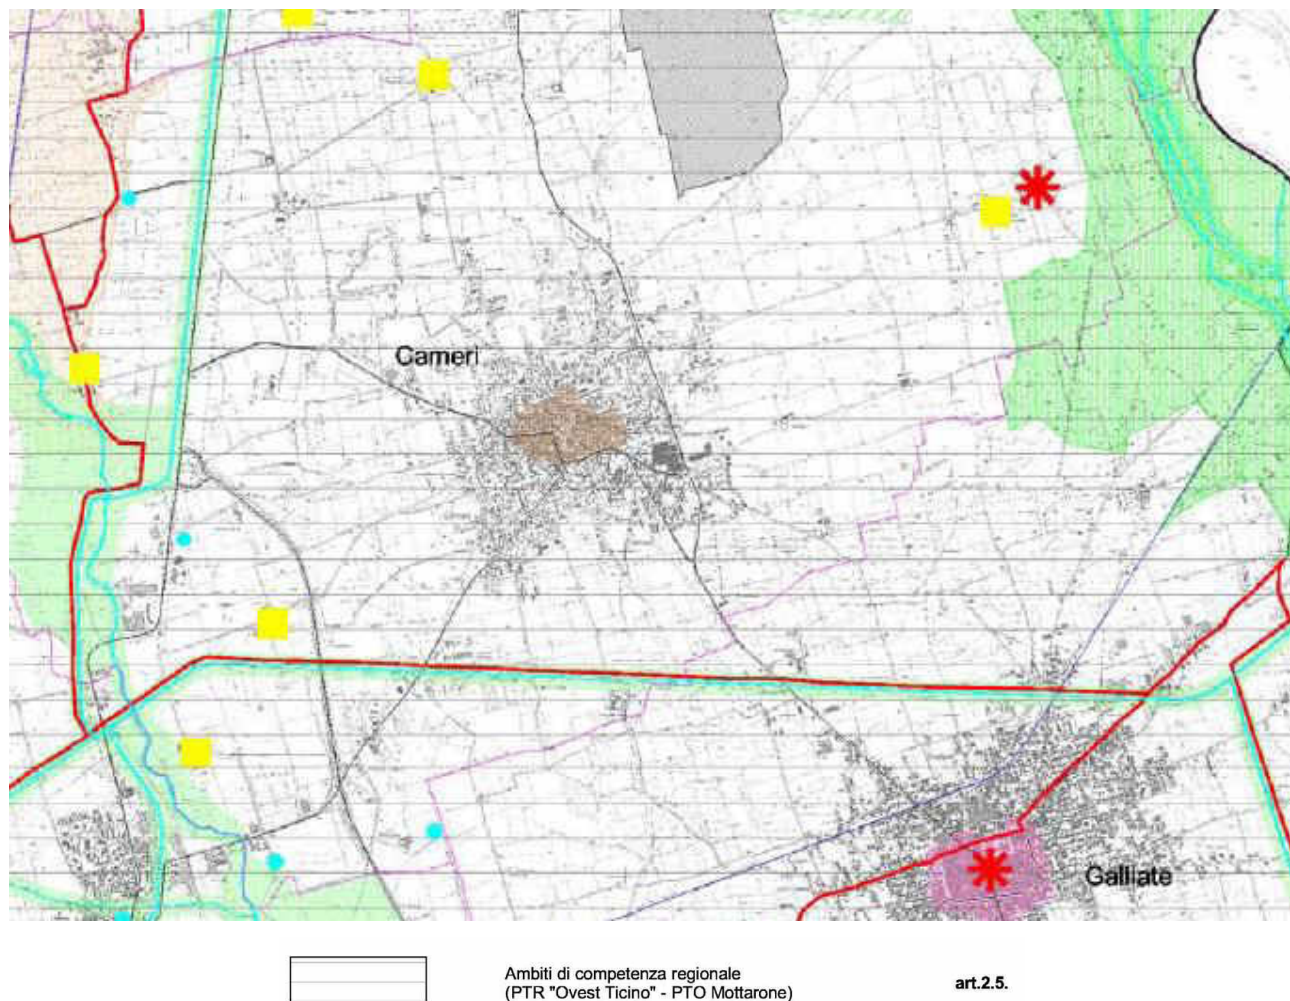 Cameri
Galliate
Ambiti di competenza regionale
(PTR "Ovest Ticino" - PTO Mottarone)
art.2.5.